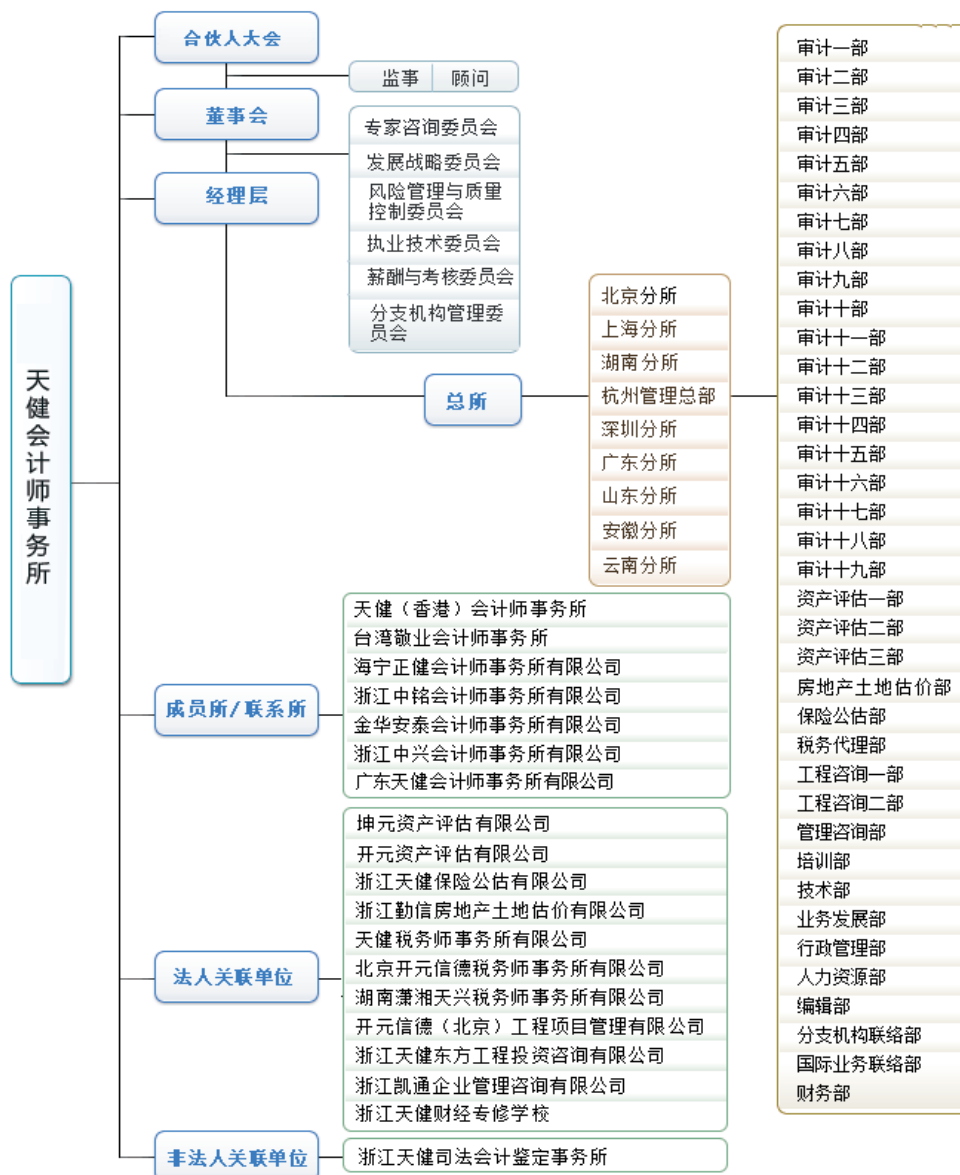 天健会计师事务所
合伙人大会
监事 顾问
董事会
专家咨询委员会
发展战略委员会
风险管理与质量
控制委员会
执业技术委员会
薪酬与考核委员会
分支机构管理委
员会
经理层
总所
北京分所
上海分所
湖南分所
杭州管理总部
深圳分所
广东分所
山东分所
安徽分所
云南分所
审计一部
审计二部
审计三部
审计四部
审计五部
审计六部
审计七部
审计八部
审计九部
审计十部
审计十一部
审计十二部
审计十三部
审计十四部
审计十五部
审计十六部
审计十七部
审计十八部
审计十九部
资产评估一部
资产评估二部
资产评估三部
房地产土地估价部
保险公估部
税务代理部
工程咨询一部
工程咨询二部
管理咨询部
培训部
技术部
业务发展部
行政管理部
人力资源部
编辑部
分支机构联络部
国际业务联络部
财务部
成员所/联系所
天健（香港）会计师事务所
台湾敬业会计师事务所
海宁正健会计师事务所有限公司
浙江中铭会计师事务所有限公司
金华安泰会计师事务所有限公司
浙江中兴会计师事务所有限公司
广东天健会计师事务所有限公司
法人关联单位
坤元资产评估有限公司
开元资产评估有限公司
浙江天健保险公估有限公司
浙江勤信房地产土地估价有限公司
天健税务师事务所有限公司
北京开元信德税务师事务所有限公司
湖南潇湘天兴税务师事务所有限公司
开元信德（北京）工程项目管理有限公司
浙江天健东方工程投资咨询有限公司
浙江凯通企业管理咨询有限公司
浙江天健财经专修学校
非法人关联单位
浙江天健司法会计鉴定事务所